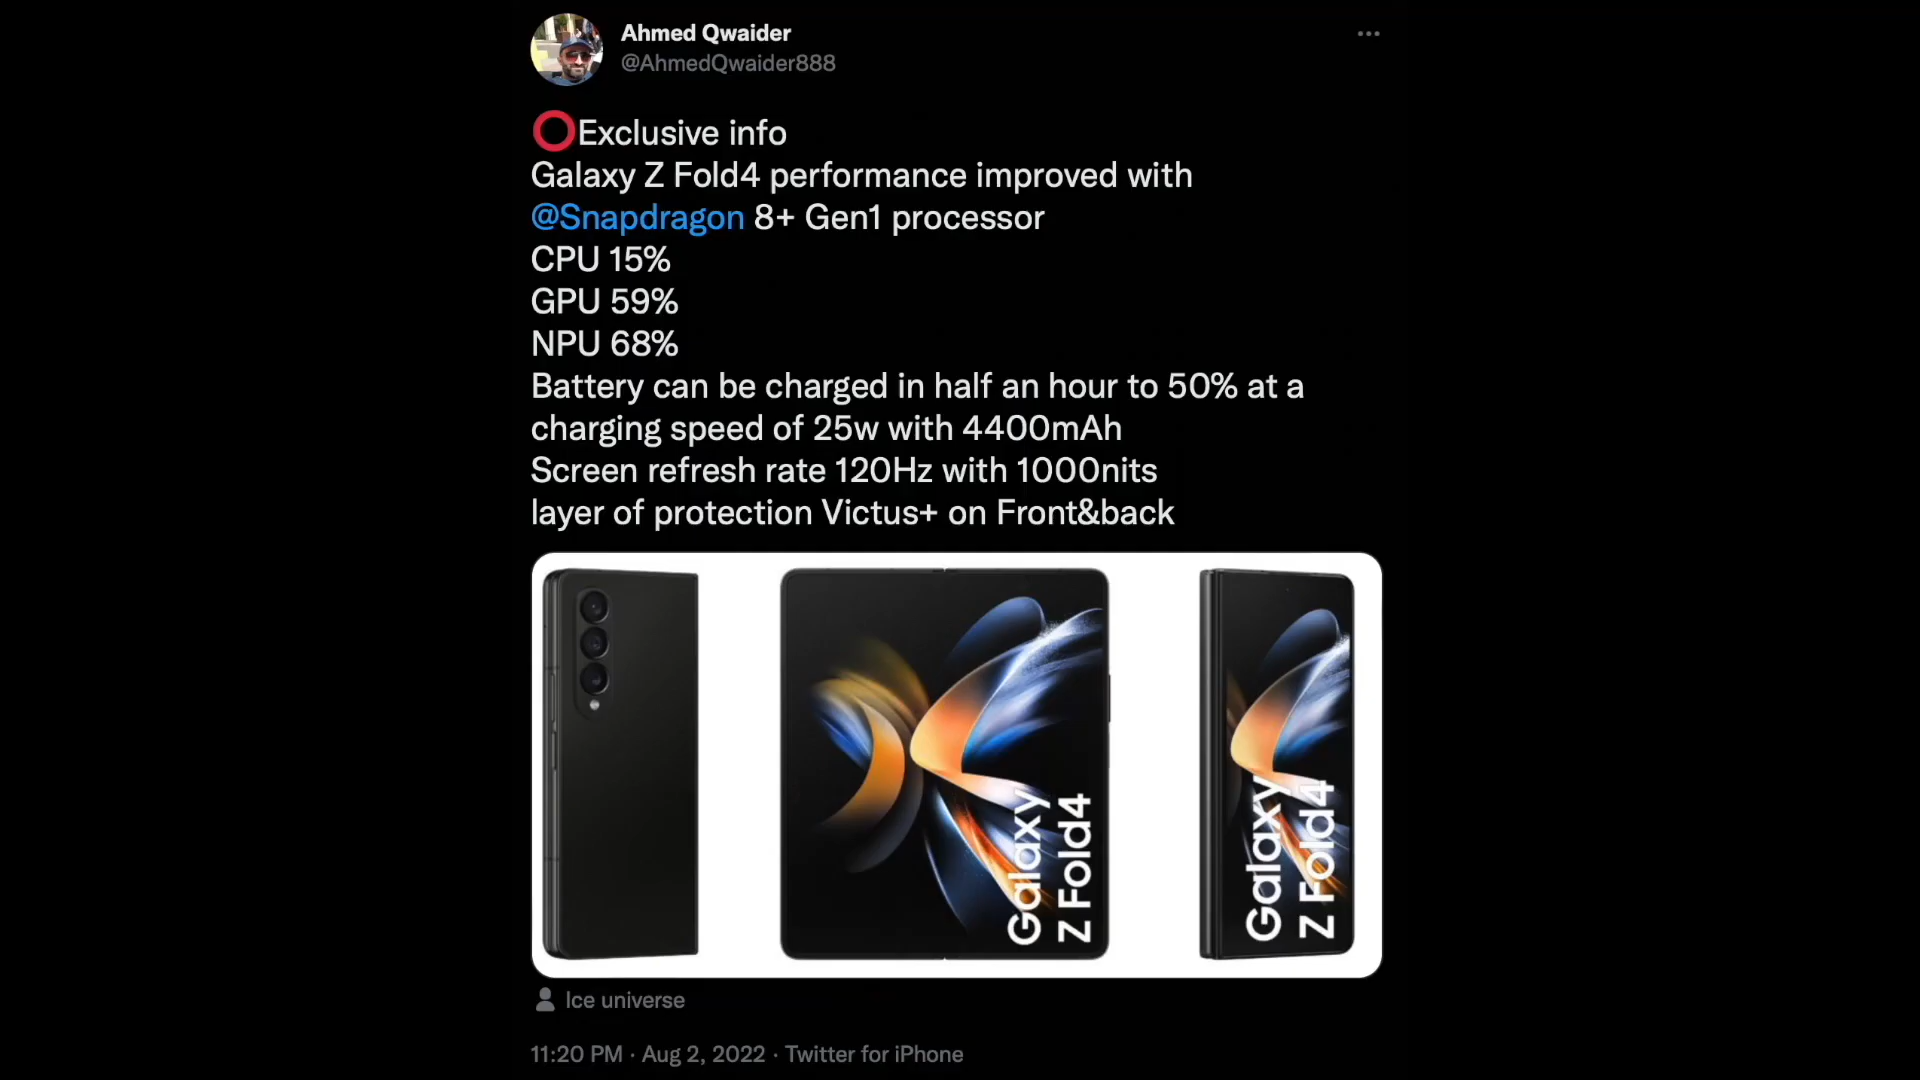 Ahmed Qwaider
@AhmedQwaider888
⭕Exclusive info
Galaxy Z Fold4 performance improved with
@Snapdragon 8+ Gen1 processor
CPU 15%
GPU 59%
NPU 68%
Battery can be charged in half an hour to 50% at a
charging speed of 25w with 4400mAh
Screen refresh rate 120Hz with 1000nits
layer of protection Victus+ on Front&back
Galaxy
Z Fold4
Galaxy
Z Fold4
Ice universe
11:20 PM · Aug 2, 2022 · Twitter for iPhone